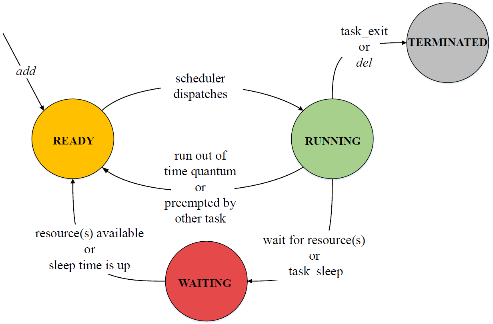 task_exit
or
del
TERMINATED
add
scheduler
dispatches
READY
RUNNING
run out of
time quantum
or
preempted by
other task
resource(s) available
or
sleep time is up
wait for resource(s)
or
task_sleep
WAITING